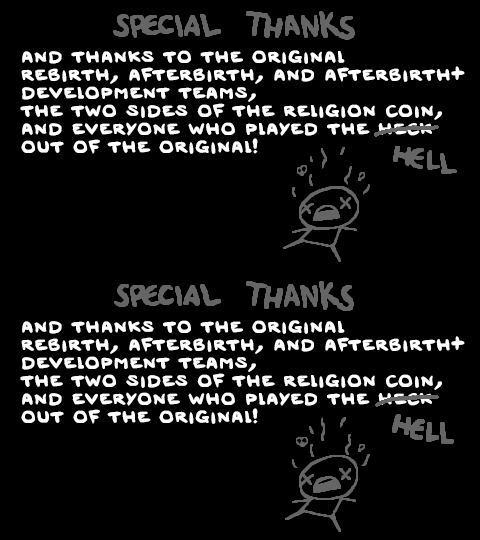 SPECIAL THANKS
AND THANKS TO THE ORIGINAL
REBIRTH, AFTERBIRTH, AND AFTERBIRTH+
DEVELOPMENT TEAMS,
THE TWO SIDES OF THE RELIGION COIN,
AND EVERYONE WHO PLAYED THE HECK
HELL
OUT OF THE ORIGINAL!
SPECIAL THANKS
AND THANKS TO THE ORIGINAL
REBIRTH, AFTERBIRTH, AND AFTERBIRTH+
DEVELOPMENT TEAMS,
THE TWO SIDES OF THE RELIGION COIN,
AND EVERYONE WHO PLAYED THE HECK
HELL
OUT OF THE ORIGINAL!